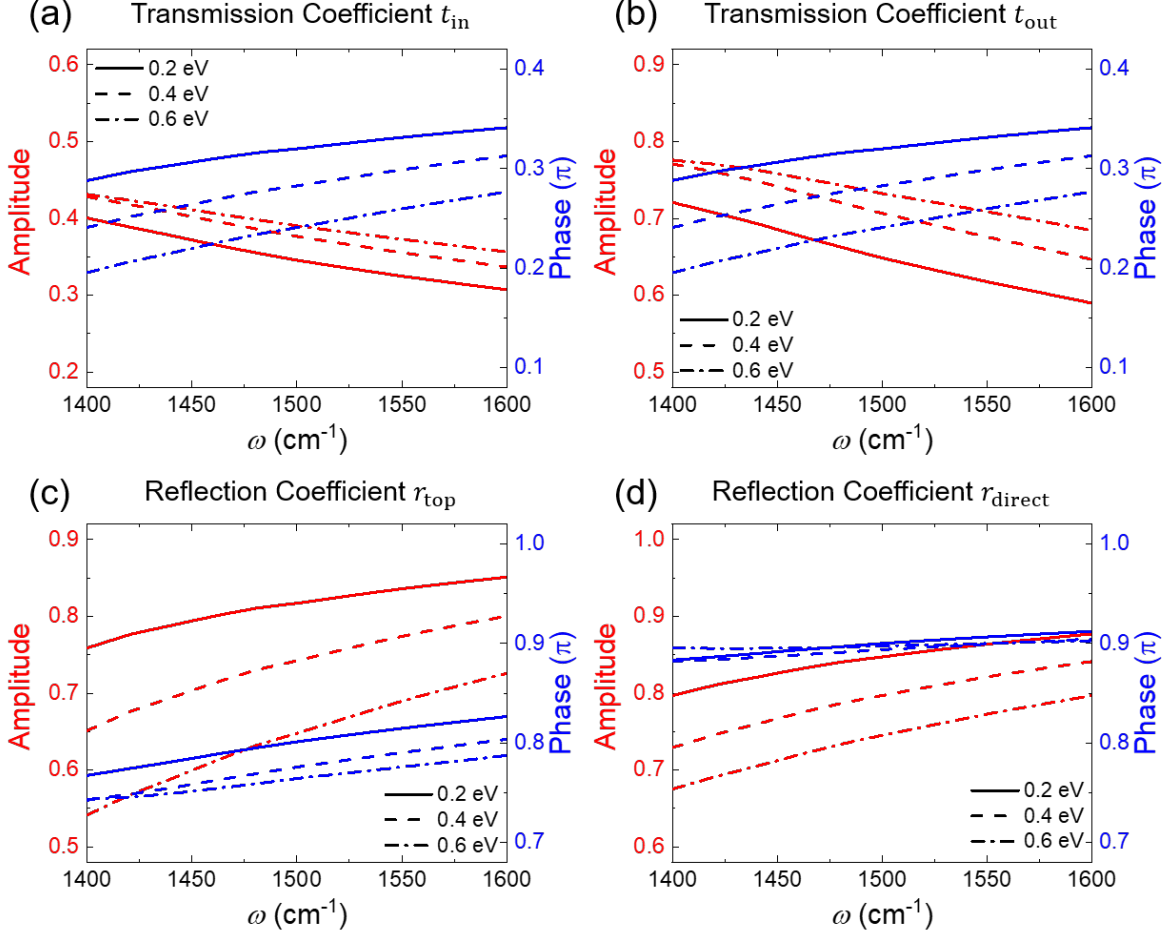 (a) Transmission Coefficient t_in
0.6
0.5
0.4
0.3
0.2
Amplitude
0.2 eV
0.4 eV
0.6 eV
0.4
0.3
0.2
0.1
Phase (π)
1400 1450 1500 1550 1600
ω (cm⁻¹)
(b) Transmission Coefficient t_out
0.9
0.8
0.7
0.6
0.5
Amplitude
0.2 eV
0.4 eV
0.6 eV
0.4
0.3
0.2
0.1
Phase (π)
1400 1450 1500 1550 1600
ω (cm⁻¹)
(c) Reflection Coefficient r_top
0.9
0.8
0.7
0.6
0.5
Amplitude
0.2 eV
0.4 eV
0.6 eV
1.0
0.9
0.8
0.7
Phase (π)
1400 1450 1500 1550 1600
ω (cm⁻¹)
(d) Reflection Coefficient r_direct
1.0
0.9
0.8
0.7
0.6
Amplitude
0.2 eV
0.4 eV
0.6 eV
1.0
0.9
0.8
0.7
Phase (π)
1400 1450 1500 1550 1600
ω (cm⁻¹)